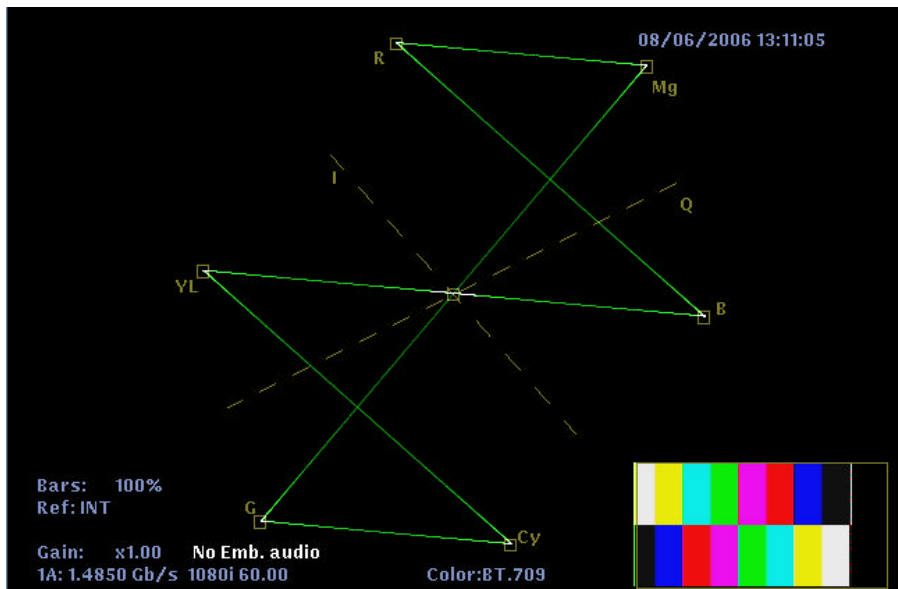 08/06/2006 13:11:05
R
Mg
I
Q
YL
B
Bars: 100%
Ref: INT
G
Cy
Gain: x1.00 No Emb. audio
1A: 1.4850 Gb/s 1080i 60.00 Color:BT.709